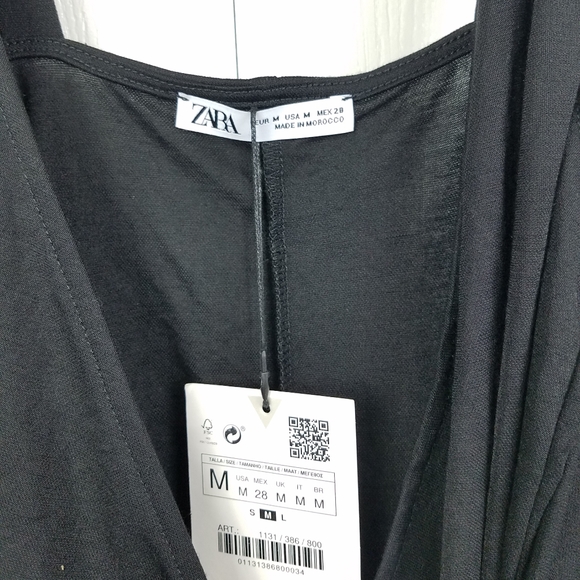 ZARA
EUR M USA M MEX 28
MADE IN MOROCCO
FSC
TALLA / SIZE - TAMANHO / TAILLE / MAAT / ΜΕΓΕΘΟΣ
M
USA MEX UK IT BR
M 28 M M M
S M L
ART.: 1131 / 386 / 800
01131386800034